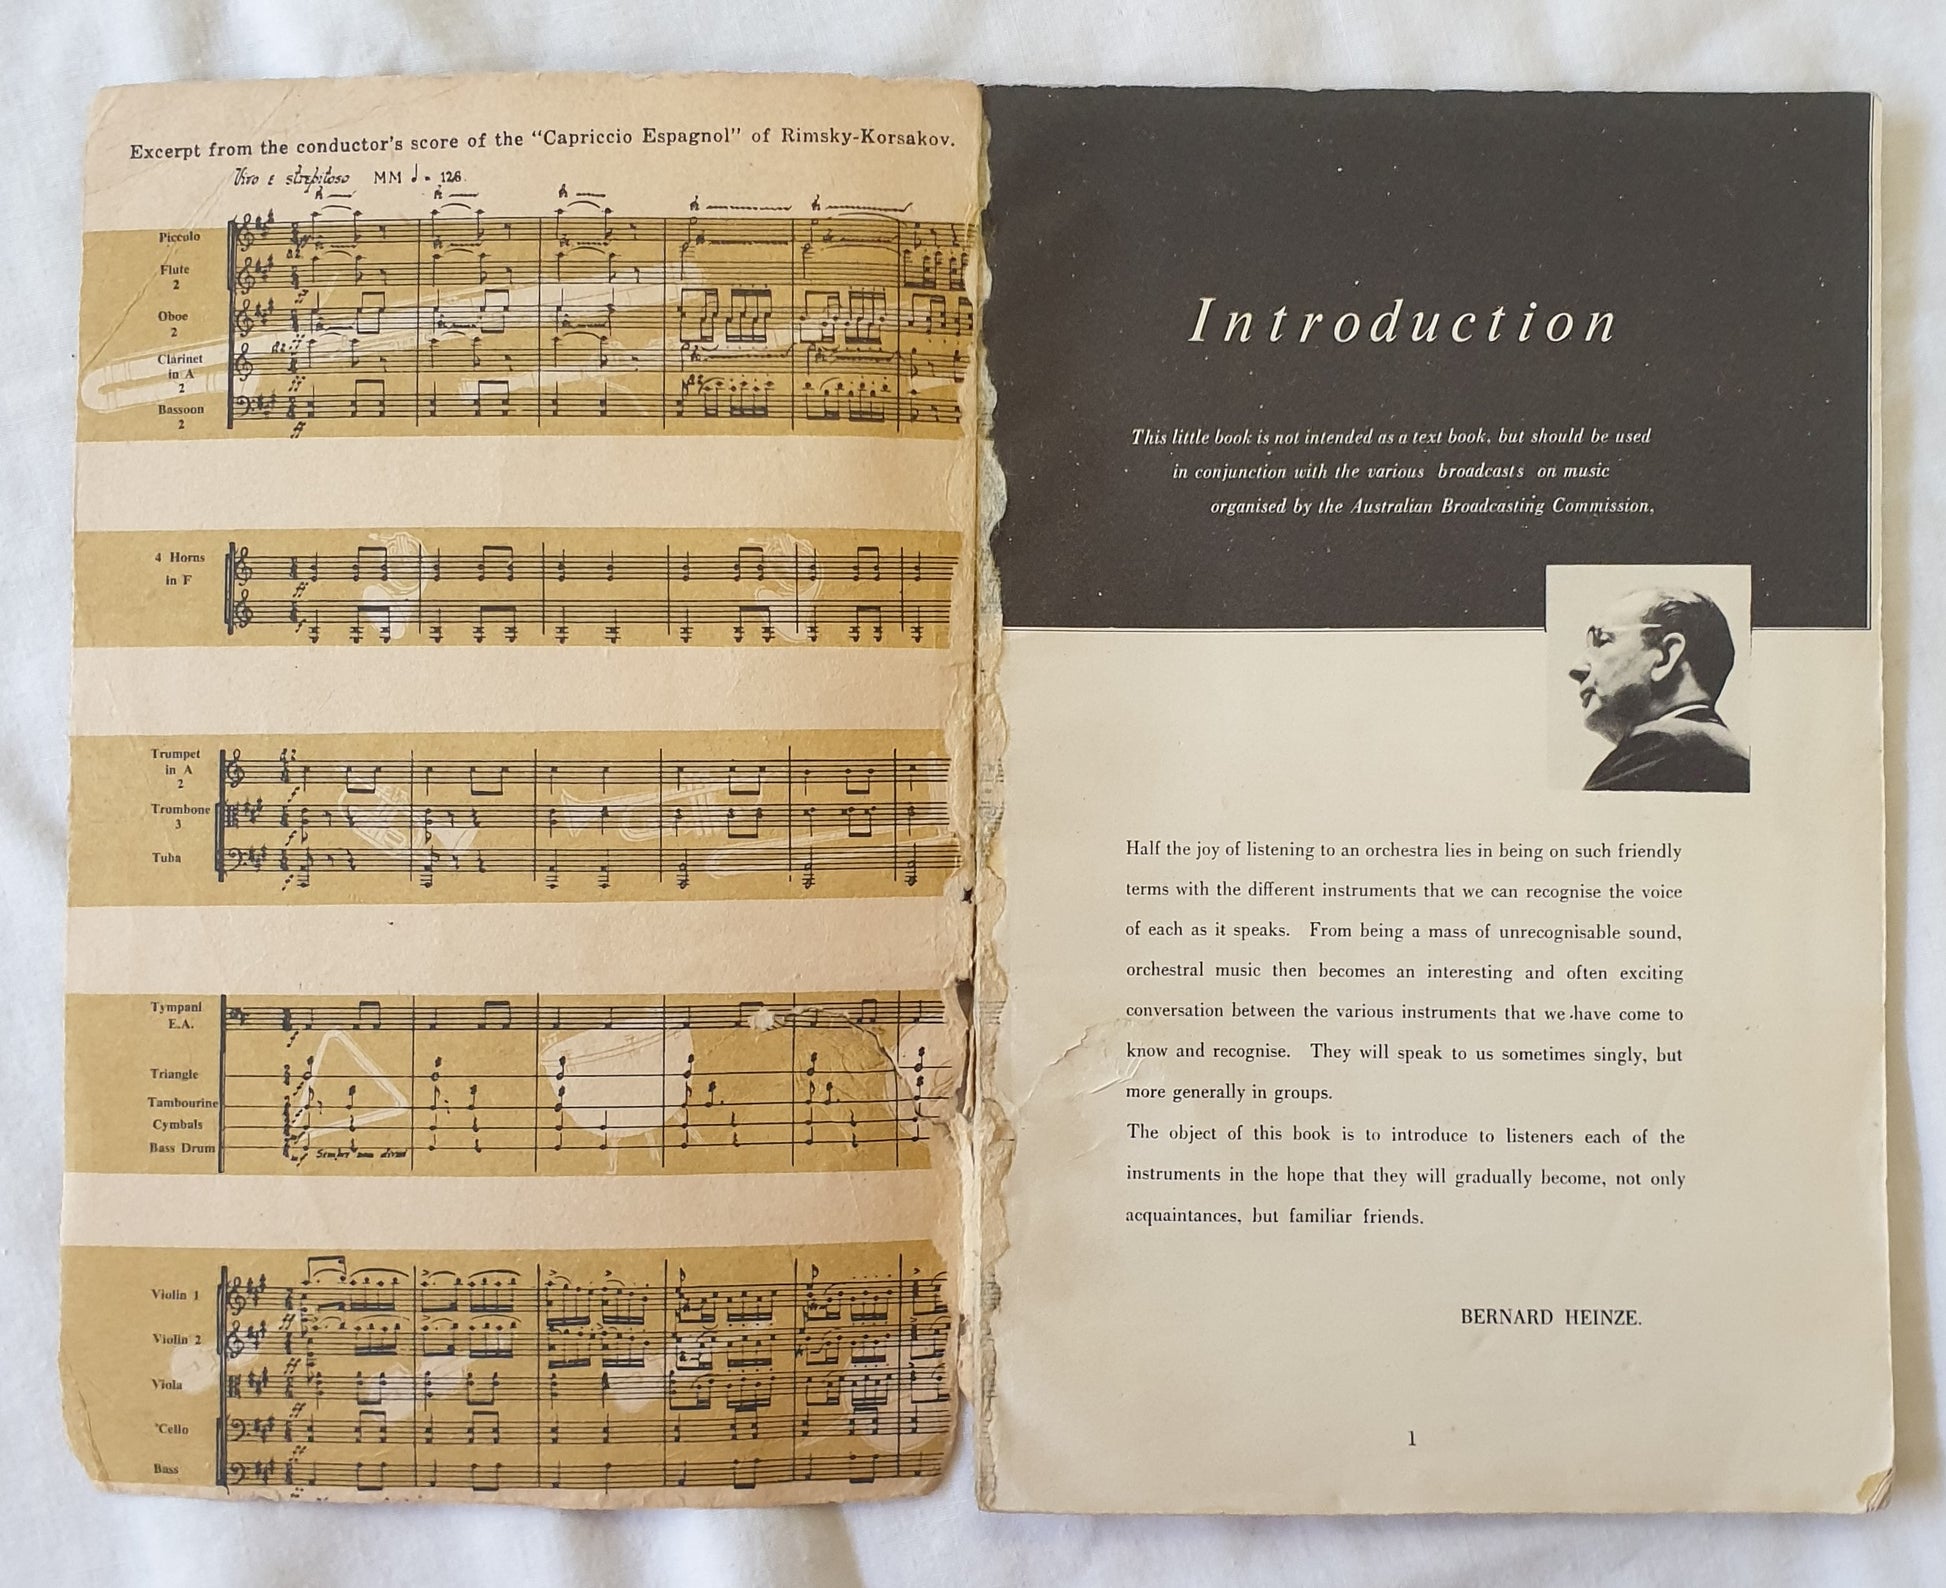 Excerpt from the conductor's score of the "Capriccio Espagnol" of Rimsky-Korsakov.
Vivo e strepitoso MM ♩ = 126.
Piccolo
Flute
2
Oboe
2
Clarinet
in A
2
Bassoon
2
4 Horns
in F
Trumpet
in A
2
Trombone
3
Tuba
Tympani
E.A.
Triangle
Tambourine
Cymbals
Bass Drum
Violin 1
Violin 2
Viola
'Cello
Bass
Introduction
This little book is not intended as a text book, but should be used
in conjunction with the various broadcasts on music
organised by the Australian Broadcasting Commission,
Half the joy of listening to an orchestra lies in being on such friendly
terms with the different instruments that we can recognise the voice
of each as it speaks. From being a mass of unrecognisable sound,
orchestral music then becomes an interesting and often exciting
conversation between the various instruments that we have come to
know and recognise. They will speak to us sometimes singly, but
more generally in groups.
The object of this book is to introduce to listeners each of the
instruments in the hope that they will gradually become, not only
acquaintances, but familiar friends.
BERNARD HEINZE.
1